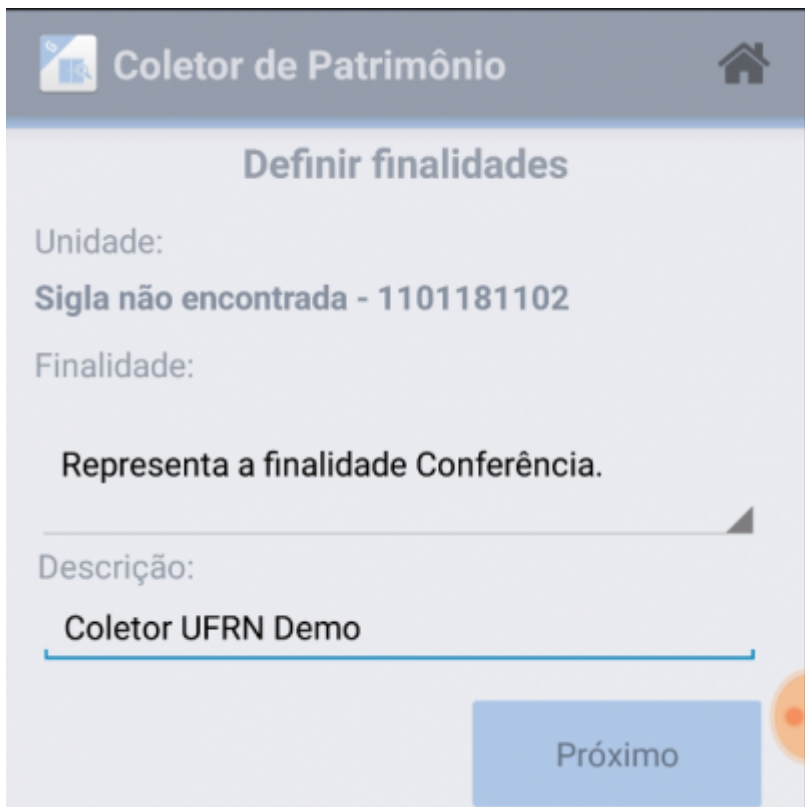 Coletor de Patrimônio
Definir finalidades
Unidade:
Sigla não encontrada - 1101181102
Finalidade:
Representa a finalidade Conferência.
Descrição:
Coletor UFRN Demo
Próximo